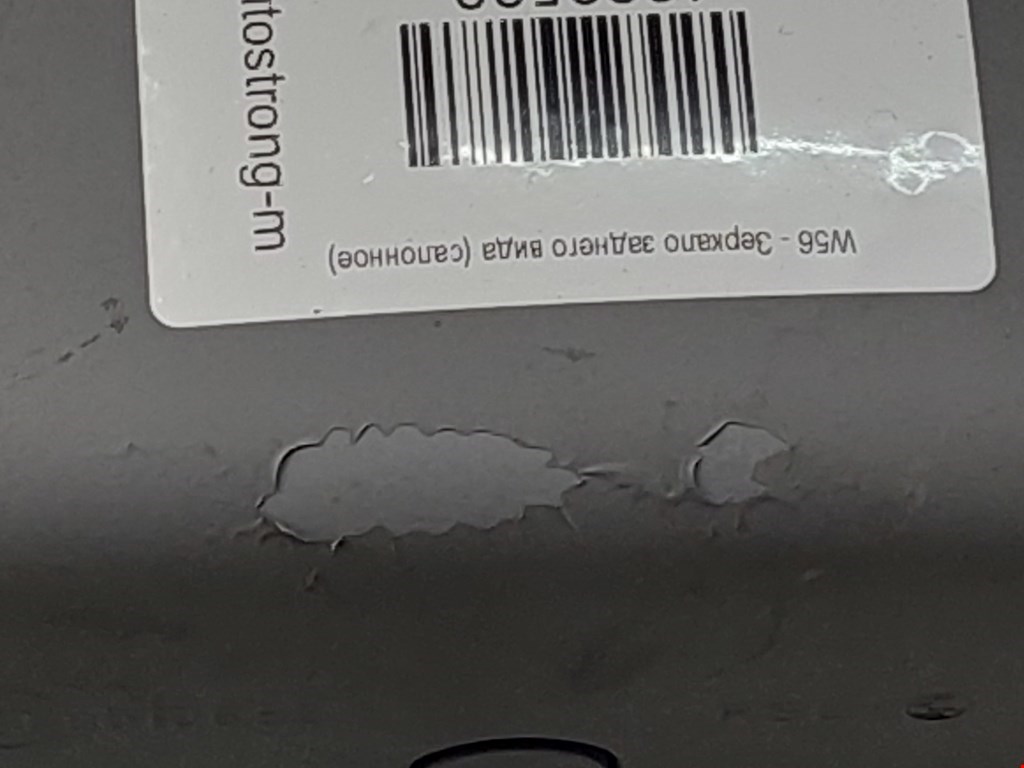 tostrong-m
W56 - Зеркало заднего вида (салонное)